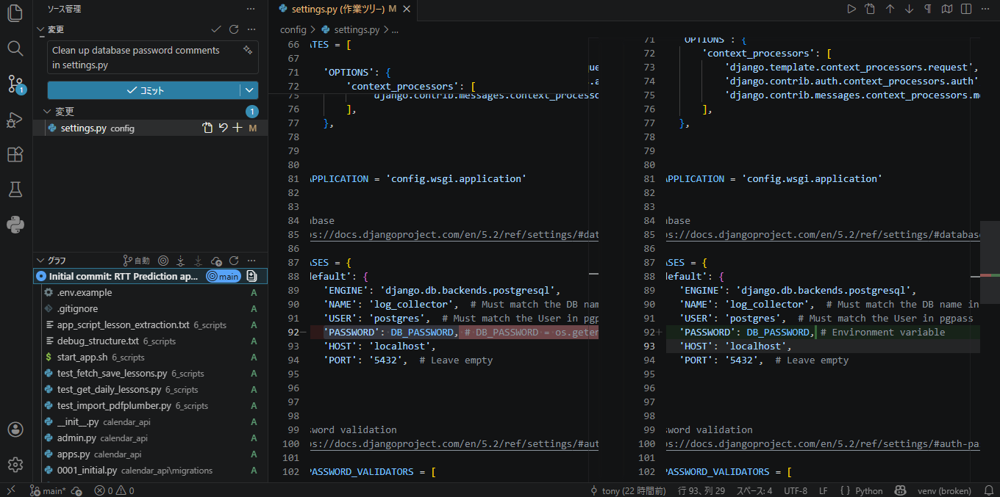 ソース管理
変更
Clean up database password comments
in settings.py
コミット
変更
1
settings.py config
M
グラフ
自動
Initial commit: RTT Prediction ap...
main
.env.example
A
.gitignore
A
app_script_lesson_extraction.txt 6_scripts
A
debug_structure.txt 6_scripts
A
start_app.sh 6_scripts
A
test_fetch_save_lessons.py 6_scripts
A
test_get_daily_lessons.py 6_scripts
A
test_import_pdfplumber.py 6_scripts
A
__init__.py calendar_api
A
admin.py calendar_api
A
apps.py calendar_api
A
0001_initial.py calendar_api\migrations
A
settings.py (作業ツリー) M
config > settings.py > ...
66 ATES = [
67
71 'OPTIONS': {
72 'context_processors': [
75 django.contrib.messages.context_processo
76 ],
77 },
78
79
80
81 APPLICATION = 'config.wsgi.application'
82
83
84 abase
85 ps://docs.djangoproject.com/en/5.2/ref/settings/#dat
86
87 ASES = {
88 default': {
89 'ENGINE': 'django.db.backends.postgresql',
90 'NAME': 'log_collector', # Must match the DB nam
91 'USER': 'postgres', # Must match the User in pgp
92 'PASSWORD': DB_PASSWORD, # DB_PASSWORD = os.geten
93 'HOST': 'localhost',
94 'PORT': '5432', # Leave empty
95
96
97
98
99 sword validation
100 ps://docs.djangoproject.com/en/5.2/ref/settings/#aut
101
102 PASSWORD_VALIDATORS = [
71 'OPTIONS': {
72 'context_processors': [
73 'django.template.context_processors.request',
74 'django.contrib.auth.context_processors.auth'
75 'django.contrib.messages.context_processors.me
76 ],
77 },
78
79
80
81 APPLICATION = 'config.wsgi.application'
82
83
84 abase
85 ps://docs.djangoproject.com/en/5.2/ref/settings/#database
86
87 ASES = {
88 default': {
89 'ENGINE': 'django.db.backends.postgresql',
90 'NAME': 'log_collector', # Must match the DB name in
91 'USER': 'postgres', # Must match the User in pgpass
92+ 'PASSWORD': DB_PASSWORD, # Environment variable
93 'HOST': 'localhost',
94 'PORT': '5432', # Leave empty
95
96
97
98
99 sword validation
100 ps://docs.djangoproject.com/en/5.2/ref/settings/#auth-pa
101
102 PASSWORD_VALIDATORS = [
main*
0 0
tony (22 時間前)
行 93、列 29
スペース: 4
UTF-8
LF
{ } Python
venv (broken)